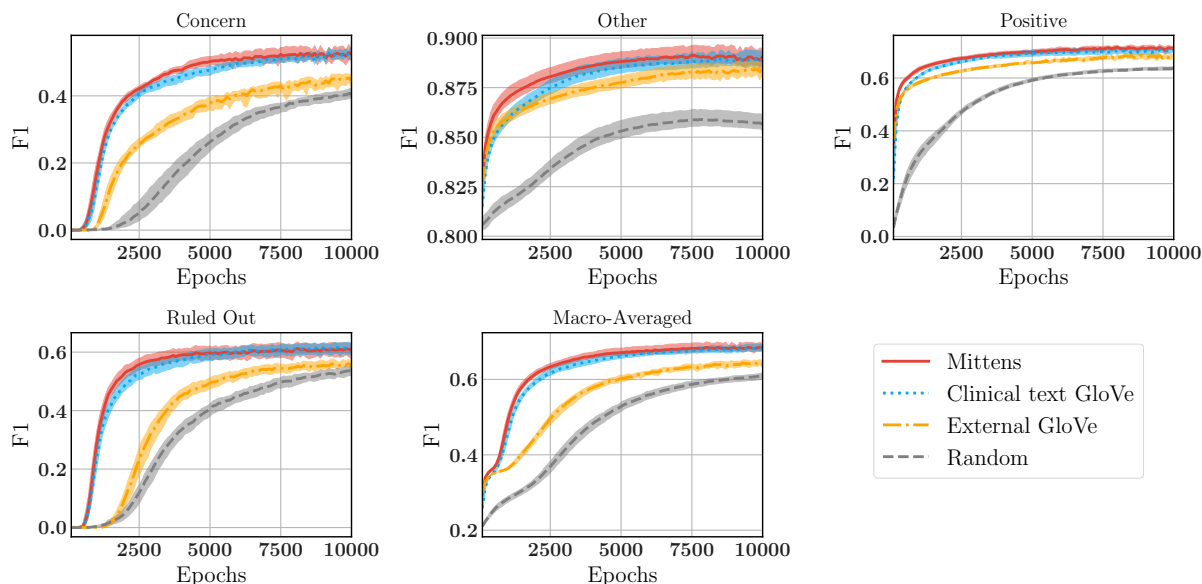 Concern
F1
0.4
0.2
0.0
2500 5000 7500 10000
Epochs
Other
F1
0.900
0.875
0.850
0.825
0.800
2500 5000 7500 10000
Epochs
Positive
F1
0.6
0.4
0.2
0.0
2500 5000 7500 10000
Epochs
Ruled Out
F1
0.6
0.4
0.2
0.0
2500 5000 7500 10000
Epochs
Macro-Averaged
F1
0.6
0.4
0.2
2500 5000 7500 10000
Epochs
Mittens
Clinical text GloVe
External GloVe
Random